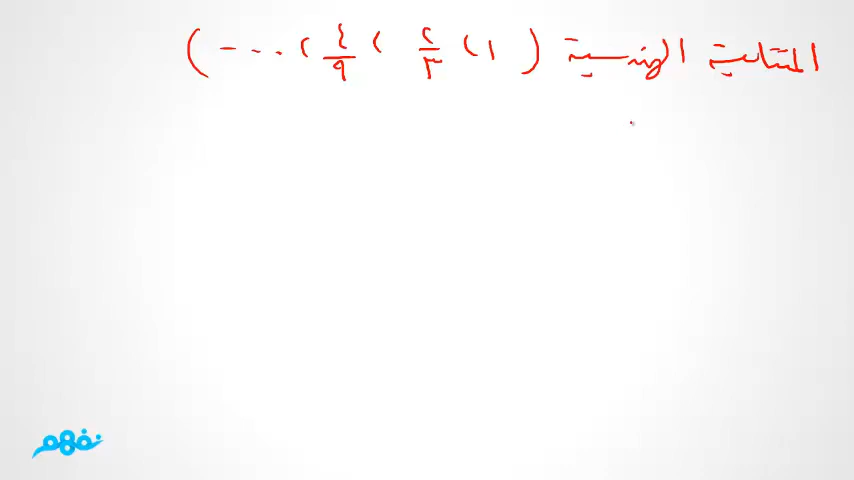 المتتابعة الهندسية ( ١ ، ٢/٣ ، ٤/٩ ، ... )
نفهم